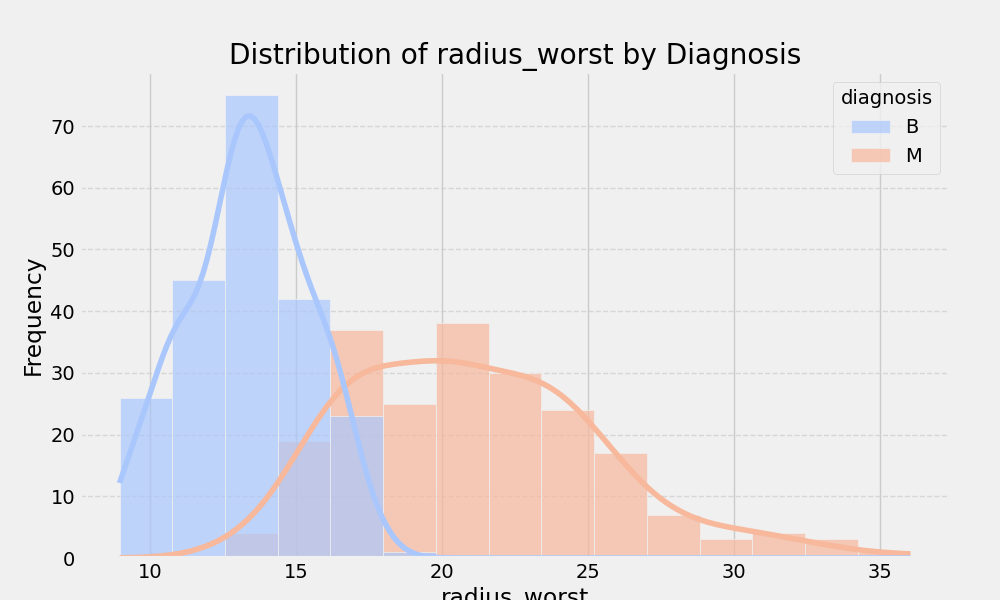 Distribution of radius_worst by Diagnosis
diagnosis
B
M
Frequency
70
60
50
40
30
20
10
0
10 15 20 25 30 35
radius_worst